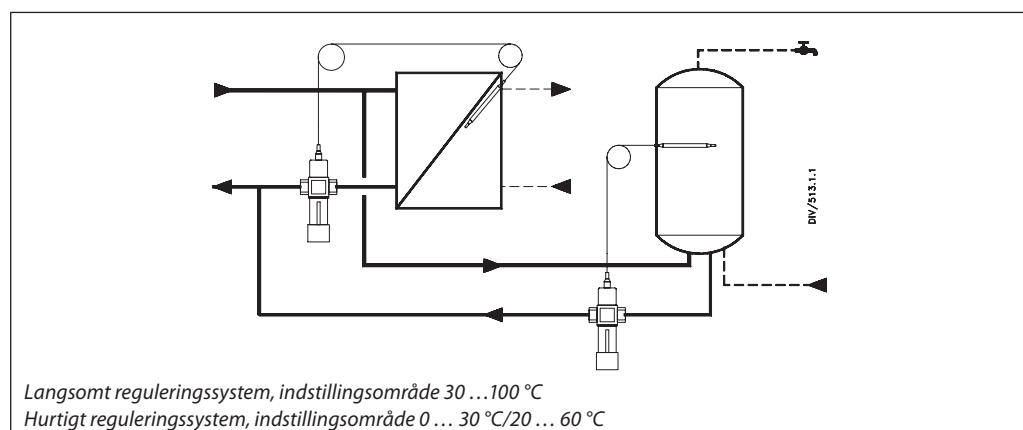 DIV/513.1.1
Langsomt reguleringssystem, indstillingsområde 30 …100 °C
Hurtigt reguleringssystem, indstillingsområde 0 … 30 °C/20 … 60 °C